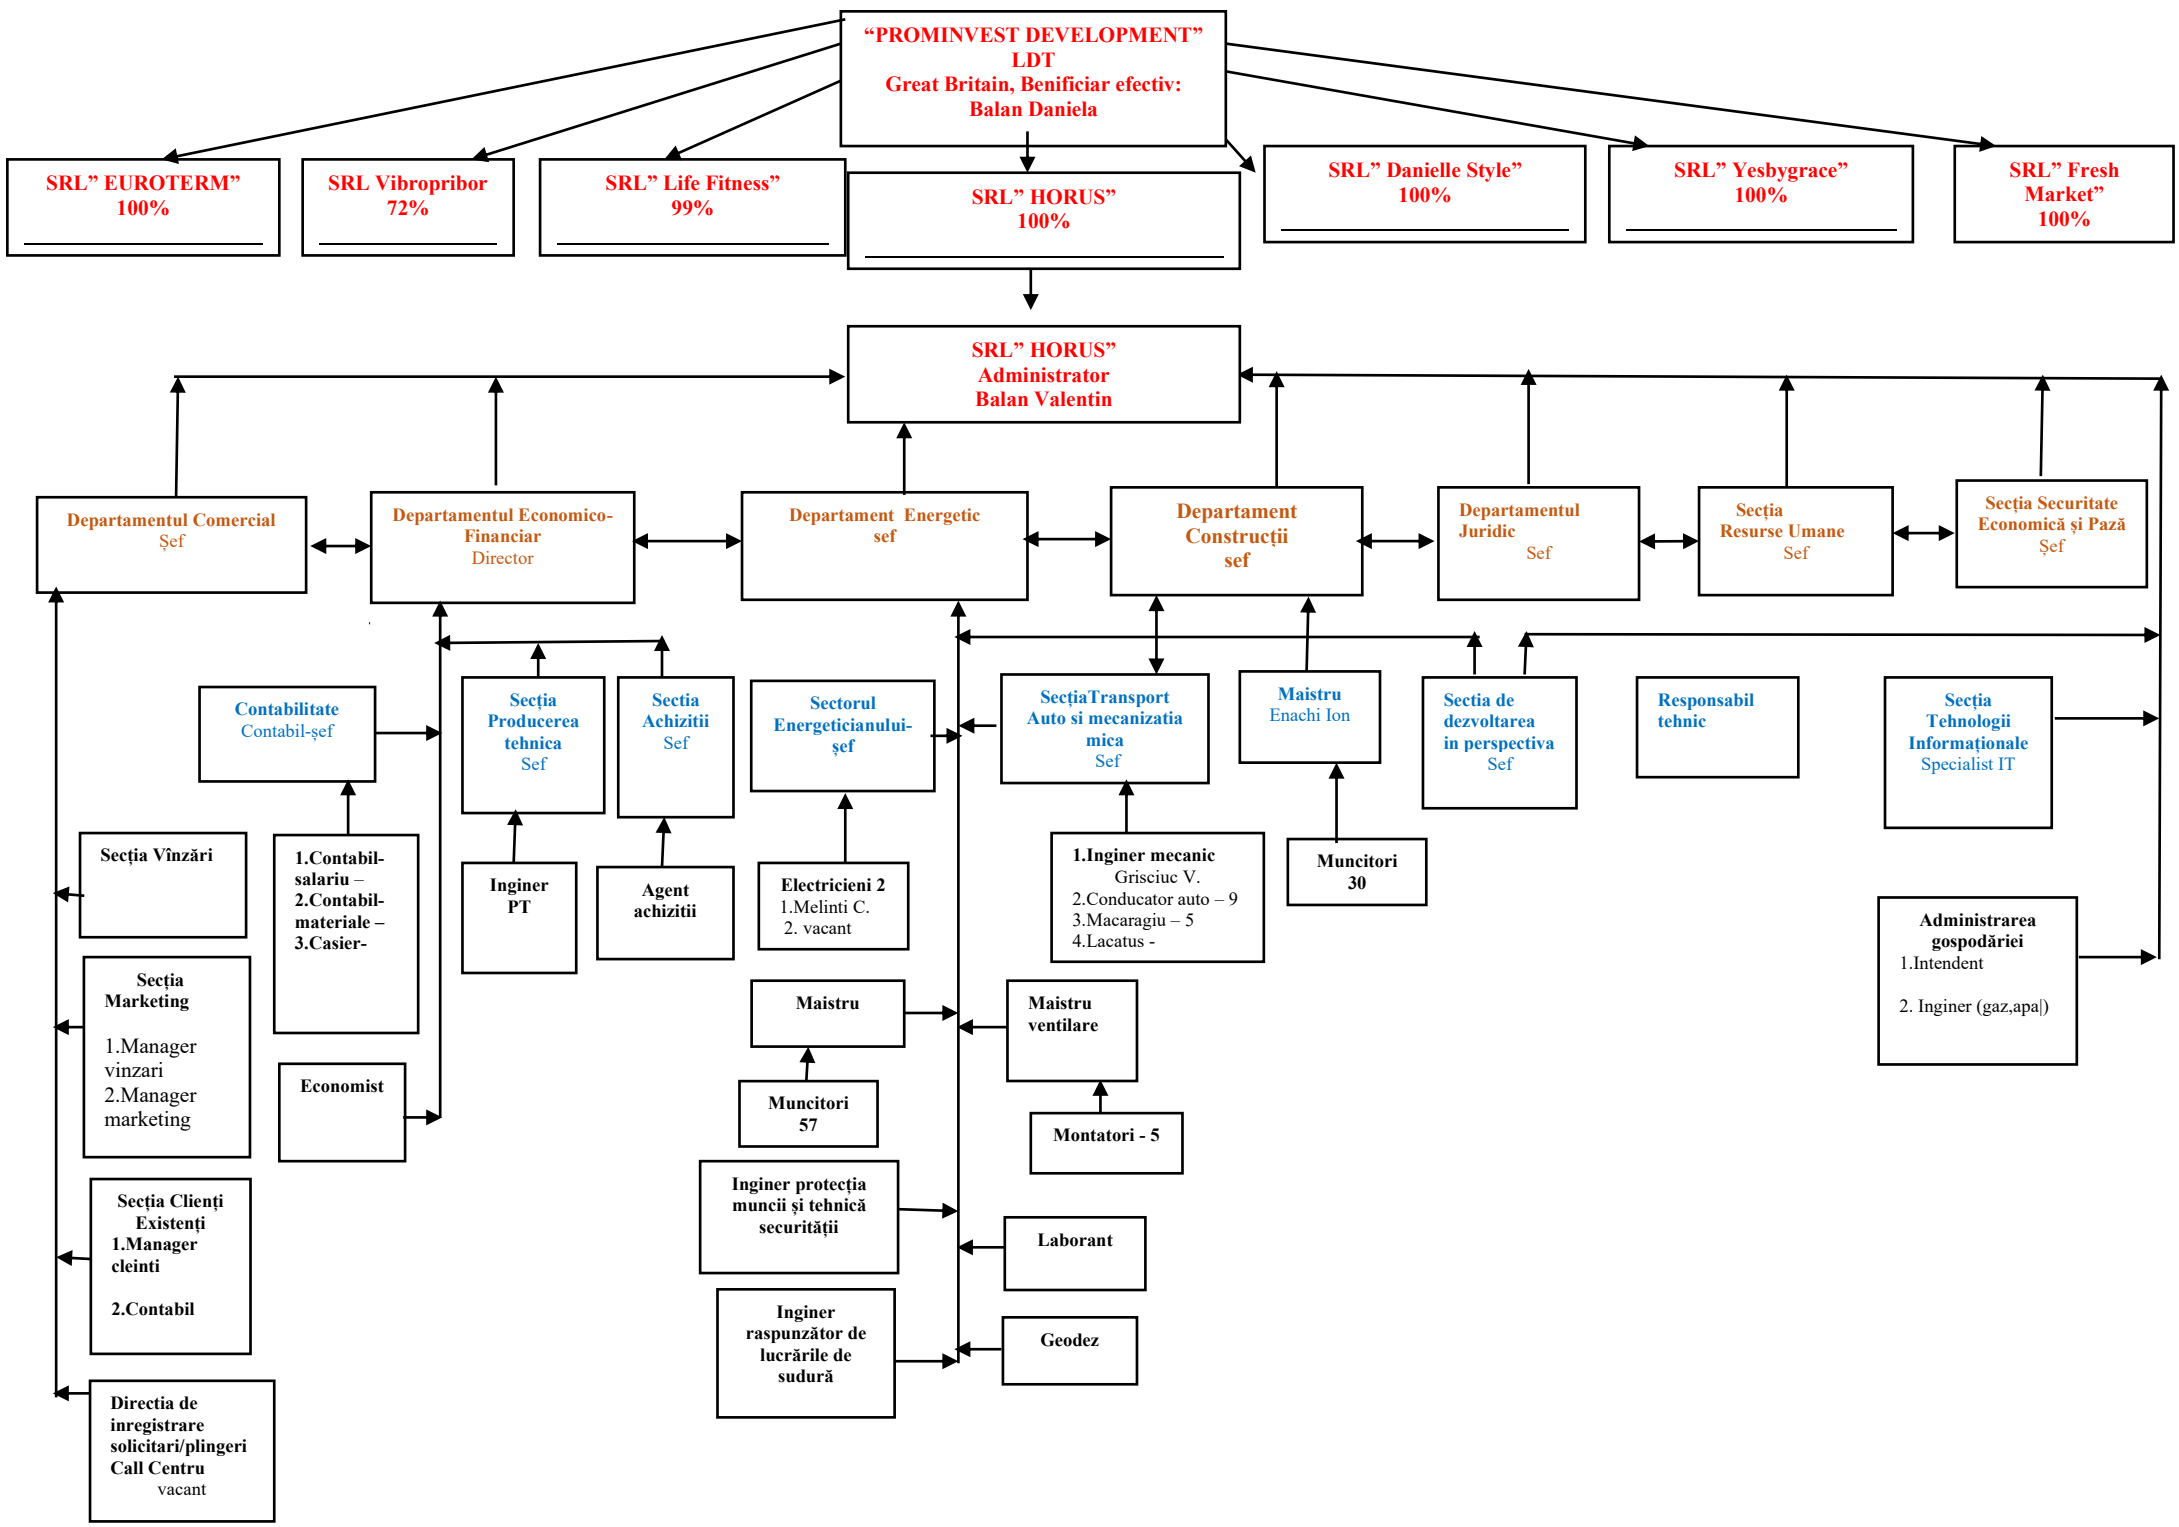 “PROMINVEST DEVELOPMENT”
LDT
Great Britain, Benificiar efectiv:
Balan Daniela
SRL” EUROTERM”
100%
SRL Vibropribor
72%
SRL” Life Fitness”
99%
SRL” HORUS”
100%
SRL” Danielle Style”
100%
SRL” Yesbygrace”
100%
SRL” Fresh
Market”
100%
SRL” HORUS”
Administrator
Balan Valentin
Departamentul Comercial
Șef
Departamentul Economico-
Financiar
Director
Departament Energetic
sef
Departament
Construcții
sef
Departamentul
Juridic
Sef
Secția
Resurse Umane
Sef
Secția Securitate
Economică și Pază
Șef
Contabilitate
Contabil-șef
Secția
Producerea
tehnica
Sef
Sectia
Achizitii
Sef
Sectorul
Energeticianului-
șef
SecțiaTransport
Auto si mecanizatia
mica
Sef
Maistru
Enachi Ion
Sectia de
dezvoltarea
in perspectiva
Sef
Responsabil
tehnic
Secția
Tehnologii
Informaționale
Specialist IT
Secția Vînzări
1.Contabil-
salariu –
2.Contabil-
materiale –
3.Casier-
Inginer
PT
Agent
achizitii
Electricieni 2
1.Melinti C.
2. vacant
1.Inginer mecanic
Grisciuc V.
2.Conducator auto – 9
3.Macaragiu – 5
4.Lacatus -
Muncitori
30
Administrarea
gospodăriei
1.Intendent
2. Inginer (gaz,apa|)
Secția
Marketing
1.Manager
vinzari
2.Manager
marketing
Economist
Maistru
Muncitori
57
Maistru
ventilare
Montatori - 5
Secția Clienți
Existenți
1.Manager
cleinti
2.Contabil
Inginer protecția
muncii și tehnică
securității
Laborant
Inginer
raspunzător de
lucrările de
sudură
Geodez
Directia de
inregistrare
solicitari/plingeri
Call Centru
vacant